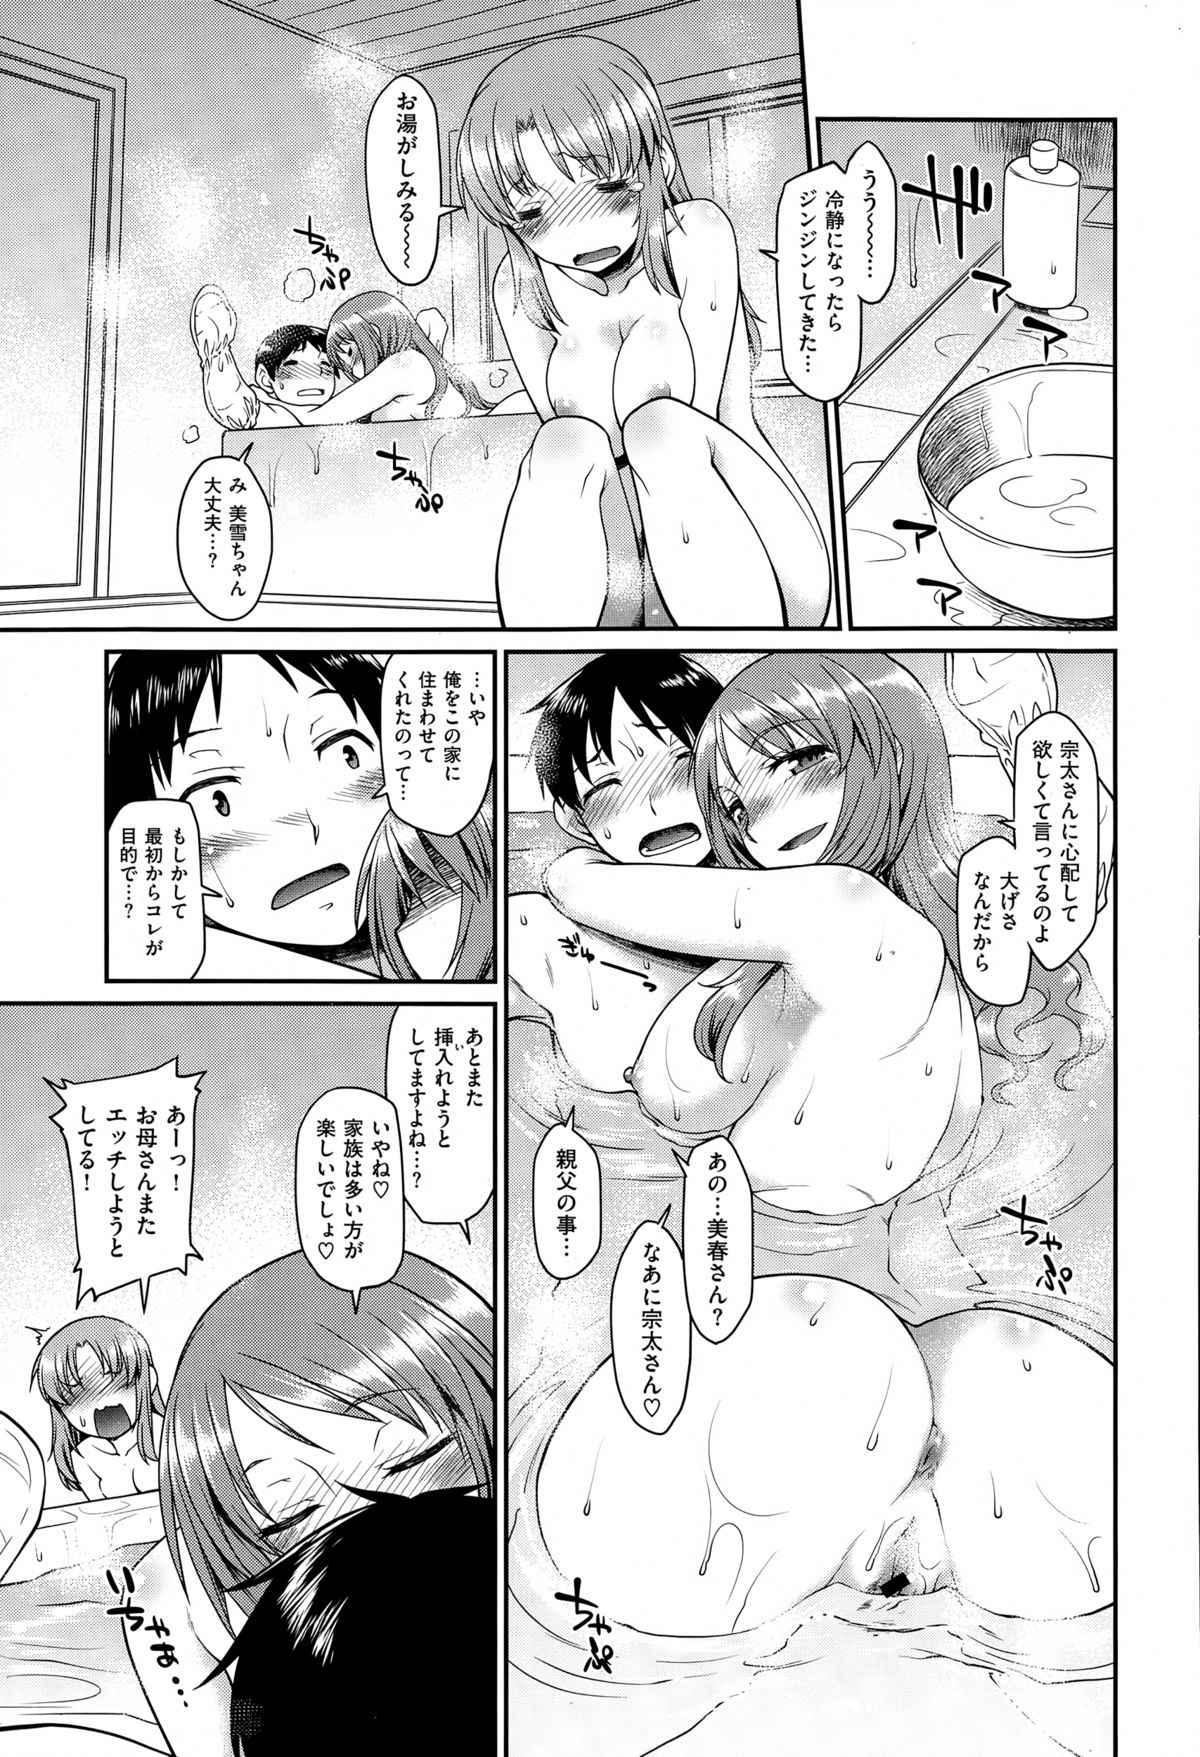 うう〜〜〜…
冷静になったら
ジンジンしてきた…
ギュ
ァ
ァ
ァ
お湯がしみる〜〜〜
ちゃぷ
ちゃぷ
み 美雪ちゃん
大丈夫…？
宗太さんに心配して
欲しくて言ってるのよ
大げさ
なんだから
ぎゅーっ
あの…美春さん？
親父の事…
なあに宗太さん♡
ちゃぷ
ちゃぷ
…いや
俺をこの家に
住まわせて
くれたのって…
もしかして
最初からコレが
目的で…？
あとまた
挿入れようと
い
してますよね…？
いやね♡
家族は多い方が
楽しいでしょ♡
あーっ！
お母さんまた
エッチしようと
してる！
いちゃぁ…